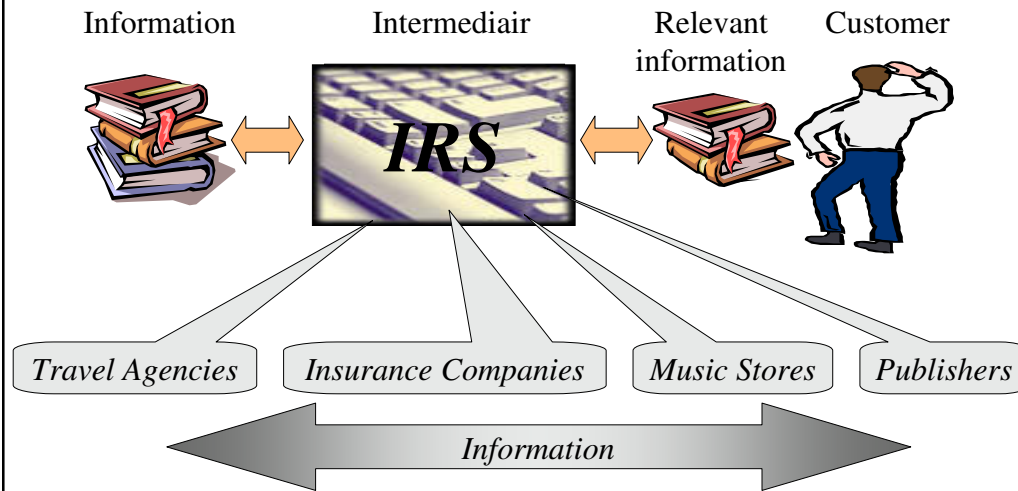 Information
Intermediair
Relevant
information
Customer
IRS
Travel Agencies
Insurance Companies
Music Stores
Publishers
Information